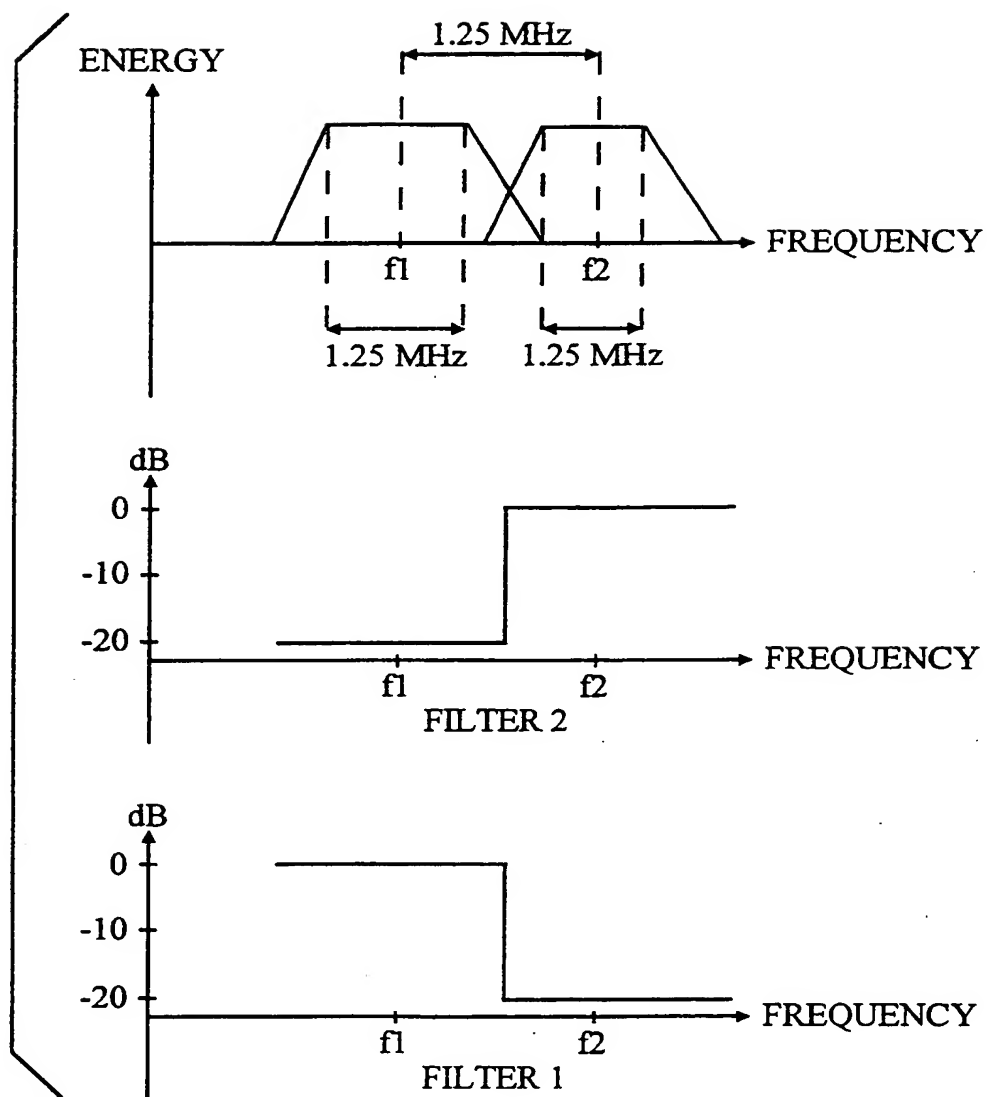 1.25 MHz
ENERGY
FREQUENCY
f1 f2
1.25 MHz 1.25 MHz
dB
0
-10
-20
FREQUENCY
f1 f2
FILTER 2
dB
0
-10
-20
FREQUENCY
f1 f2
FILTER 1